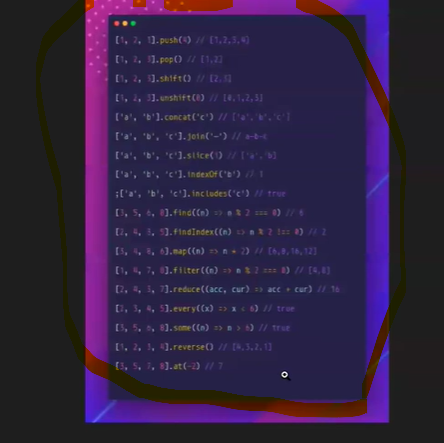 [1, 2, 3].push(4) // [1,2,3,4]
[1, 2, 3].pop() // [1,2]
[1, 2, 3].shift() // [2,3]
[1, 2, 3].unshift(0) // [0,1,2,3]
['a', 'b'].concat('c') // ['a','b','c']
['a', 'b', 'c'].join('-') // a-b-c
['a', 'b', 'c'].slice() // ['a','b]
['a', 'b', 'c'].indexOf('b') // 1
;['a', 'b', 'c'].includes('c') // true
[3, 5, 6, 8].find((n) => n % 2 === 0) // 6
[2, 4, 3, 5].findIndex((n) => n % 2 !== 0) // 2
[3, 4, 8, 6].map((n) => n * 2) // [6,8,16,12]
[1, 4, 7, 8].filter((n) => n % 2 === 0) // [4,8]
[2, 4, 3, 7].reduce((acc, cur) => acc + cur) // 16
[2, 3, 4, 5].every((x) => x < 6) // true
[3, 5, 6, 8].some((n) => n > 6) // true
[1, 2, 3, 4].reverse() // [4,3,2,1]
[3, 5, 7, 8].at(-2) // 7